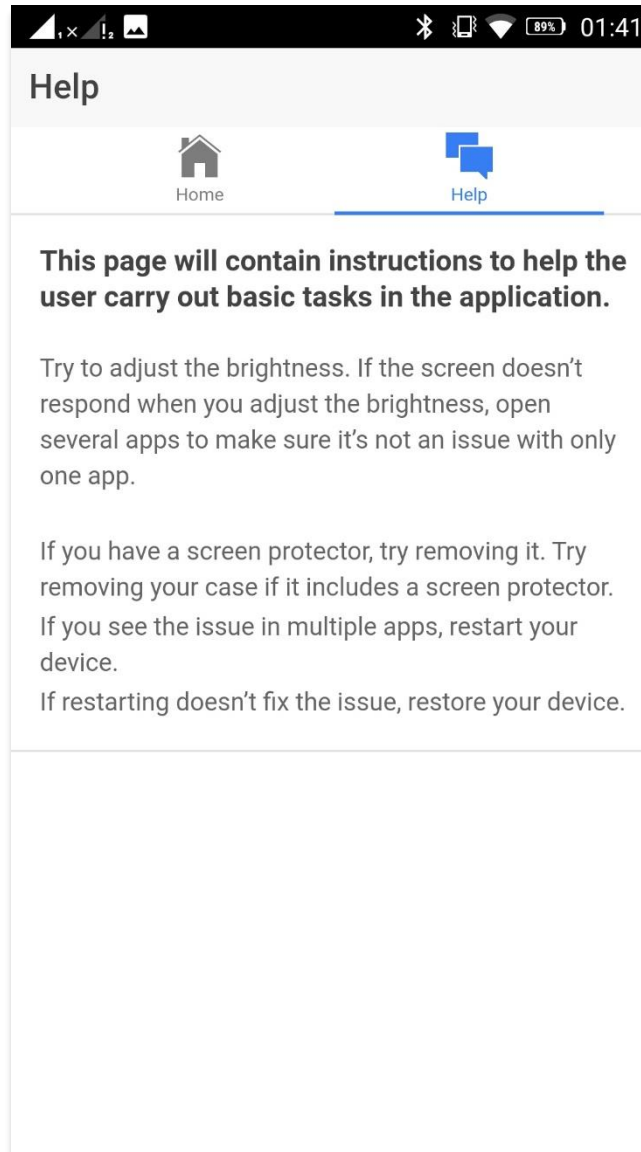 1 × ! 2 89% 01:41
Help
Home Help
This page will contain instructions to help the
user carry out basic tasks in the application.
Try to adjust the brightness. If the screen doesn’t
respond when you adjust the brightness, open
several apps to make sure it’s not an issue with only
one app.
If you have a screen protector, try removing it. Try
removing your case if it includes a screen protector.
If you see the issue in multiple apps, restart your
device.
If restarting doesn’t fix the issue, restore your device.